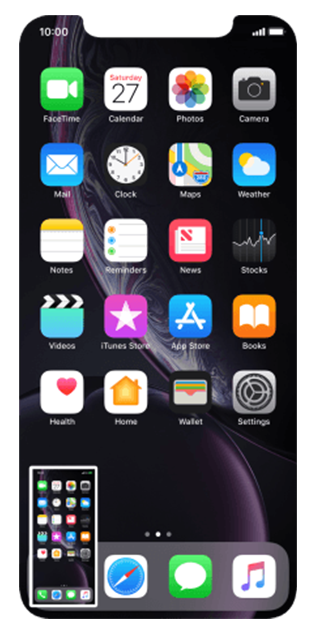 10:00
FaceTime
Saturday
27
Calendar
Photos
Camera
Mail
Clock
Maps
Weather
Notes
Reminders
News
Stocks
Videos
iTunes Store
App Store
Books
Health
Home
Wallet
Settings